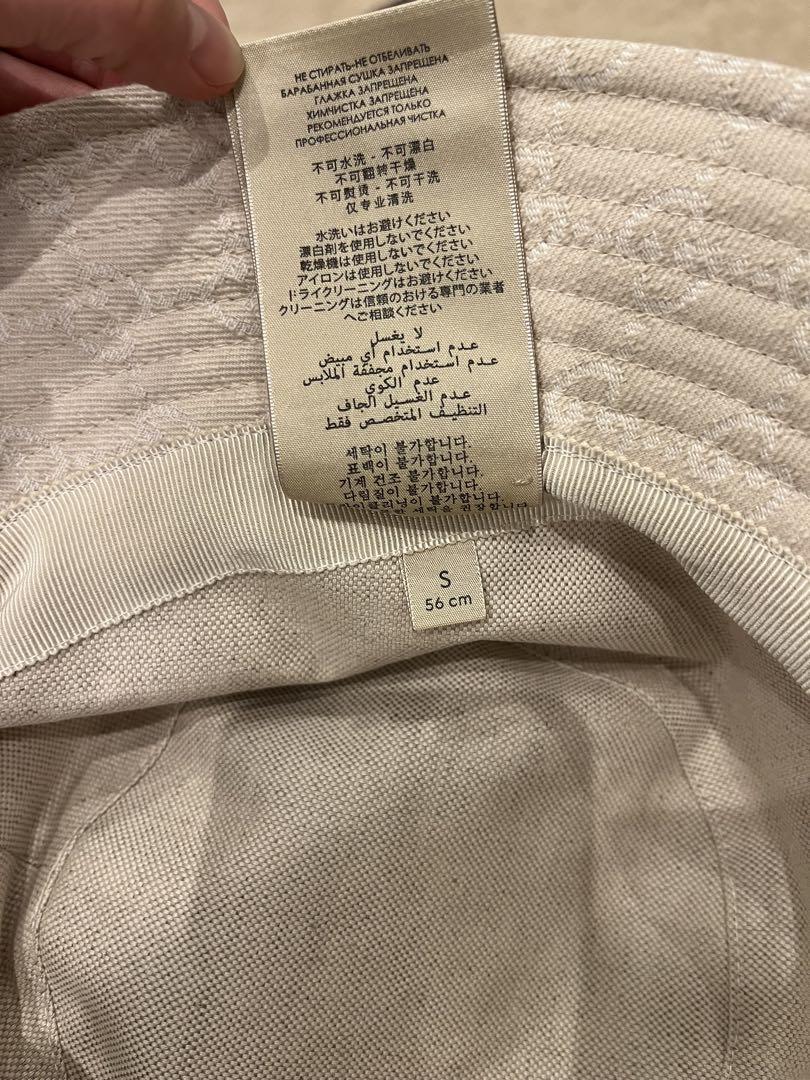 НЕ СТИРАТЬ-НЕ ОТБЕЛИВАТЬ
БАРАБАННАЯ СУШКА ЗАПРЕЩЕНА
ГЛАЖКА ЗАПРЕЩЕНА
ХИМЧИСТКА ЗАПРЕЩЕНА
РЕКОМЕНДУЕТСЯ ТОЛЬКО
ПРОФЕССИОНАЛЬНАЯ ЧИСТКА
不可水洗 - 不可漂白
不可翻转干燥
不可熨烫 - 不可干洗
仅专业清洗
水洗いはお避けください
漂白剤を使用しないでください
乾燥機は使用しないでください
アイロンは使用しないでください
ドライクリーニングはお避けください
クリーニングは信頼のおける専門の業者
へご相談ください
لا يغسل
عدم استخدام أي مبيض
عدم استخدام مجففة الملابس
عدم الكوي
عدم الغسيل الجاف
التنظيف المتخصص فقط
세탁이 불가합니다.
표백이 불가합니다.
기계 건조 불가합니다.
다림질이 불가합니다.
불가합니다.
S
56 cm